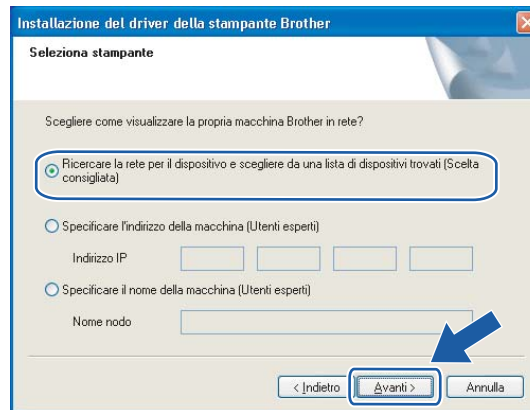 Installazione del driver della stampante Brother
Seleziona stampante
Scegliere come visualizzare la propria macchina Brother in rete?
Ricercare la rete per il dispositivo e scegliere da una lista di dispositivi trovati (Scelta
consigliata)
Specificare l'indirizzo della macchina (Utenti esperti)
Indirizzo IP
Specificare il nome della macchina (Utenti esperti)
Nome nodo
< Indietro
Avanti >
Annulla